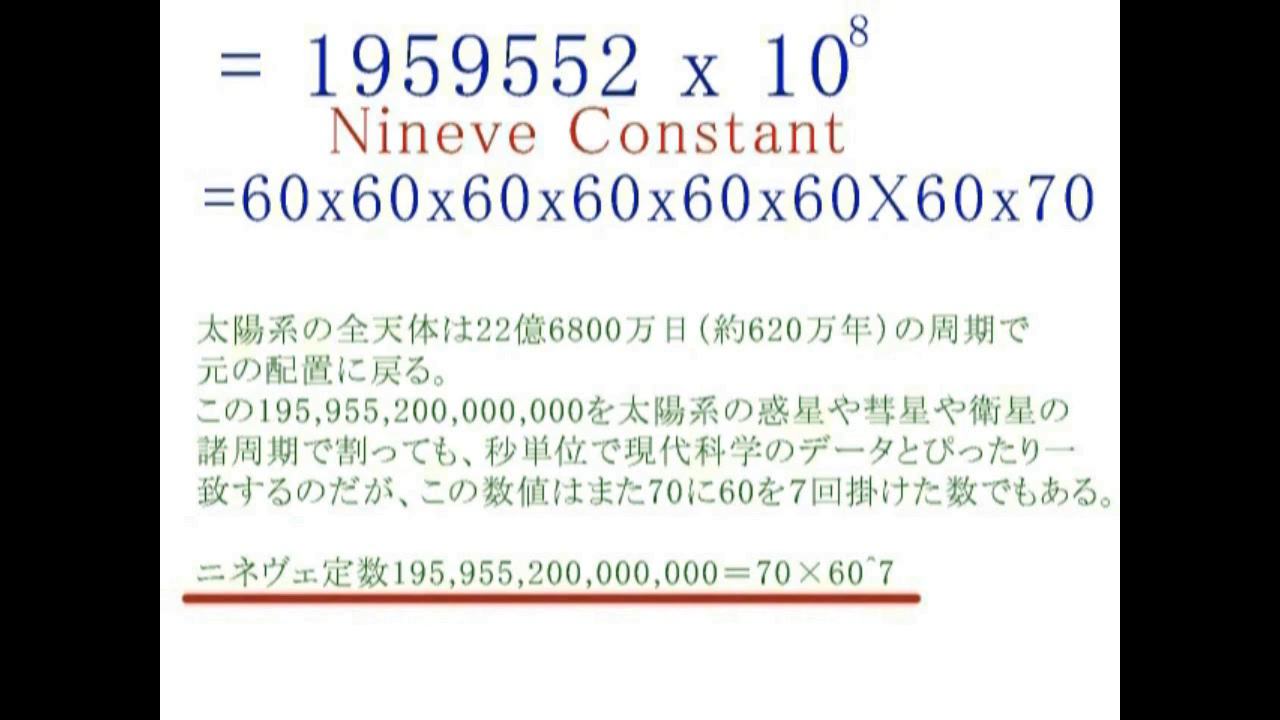 = 1959552 x 10⁸
Nineve Constant
=60x60x60x60x60x60X60x70
太陽系の全天体は22億6800万日(約620万年)の周期で
元の配置に戻る。
この195,955,200,000,000を太陽系の惑星や彗星や衛星の
諸周期で割っても、秒単位で現代科学のデータとぴったり一
致するのだが、この数値はまた70に60を7回掛けた数でもある。
ニネヴェ定数195,955,200,000,000＝70×60^7